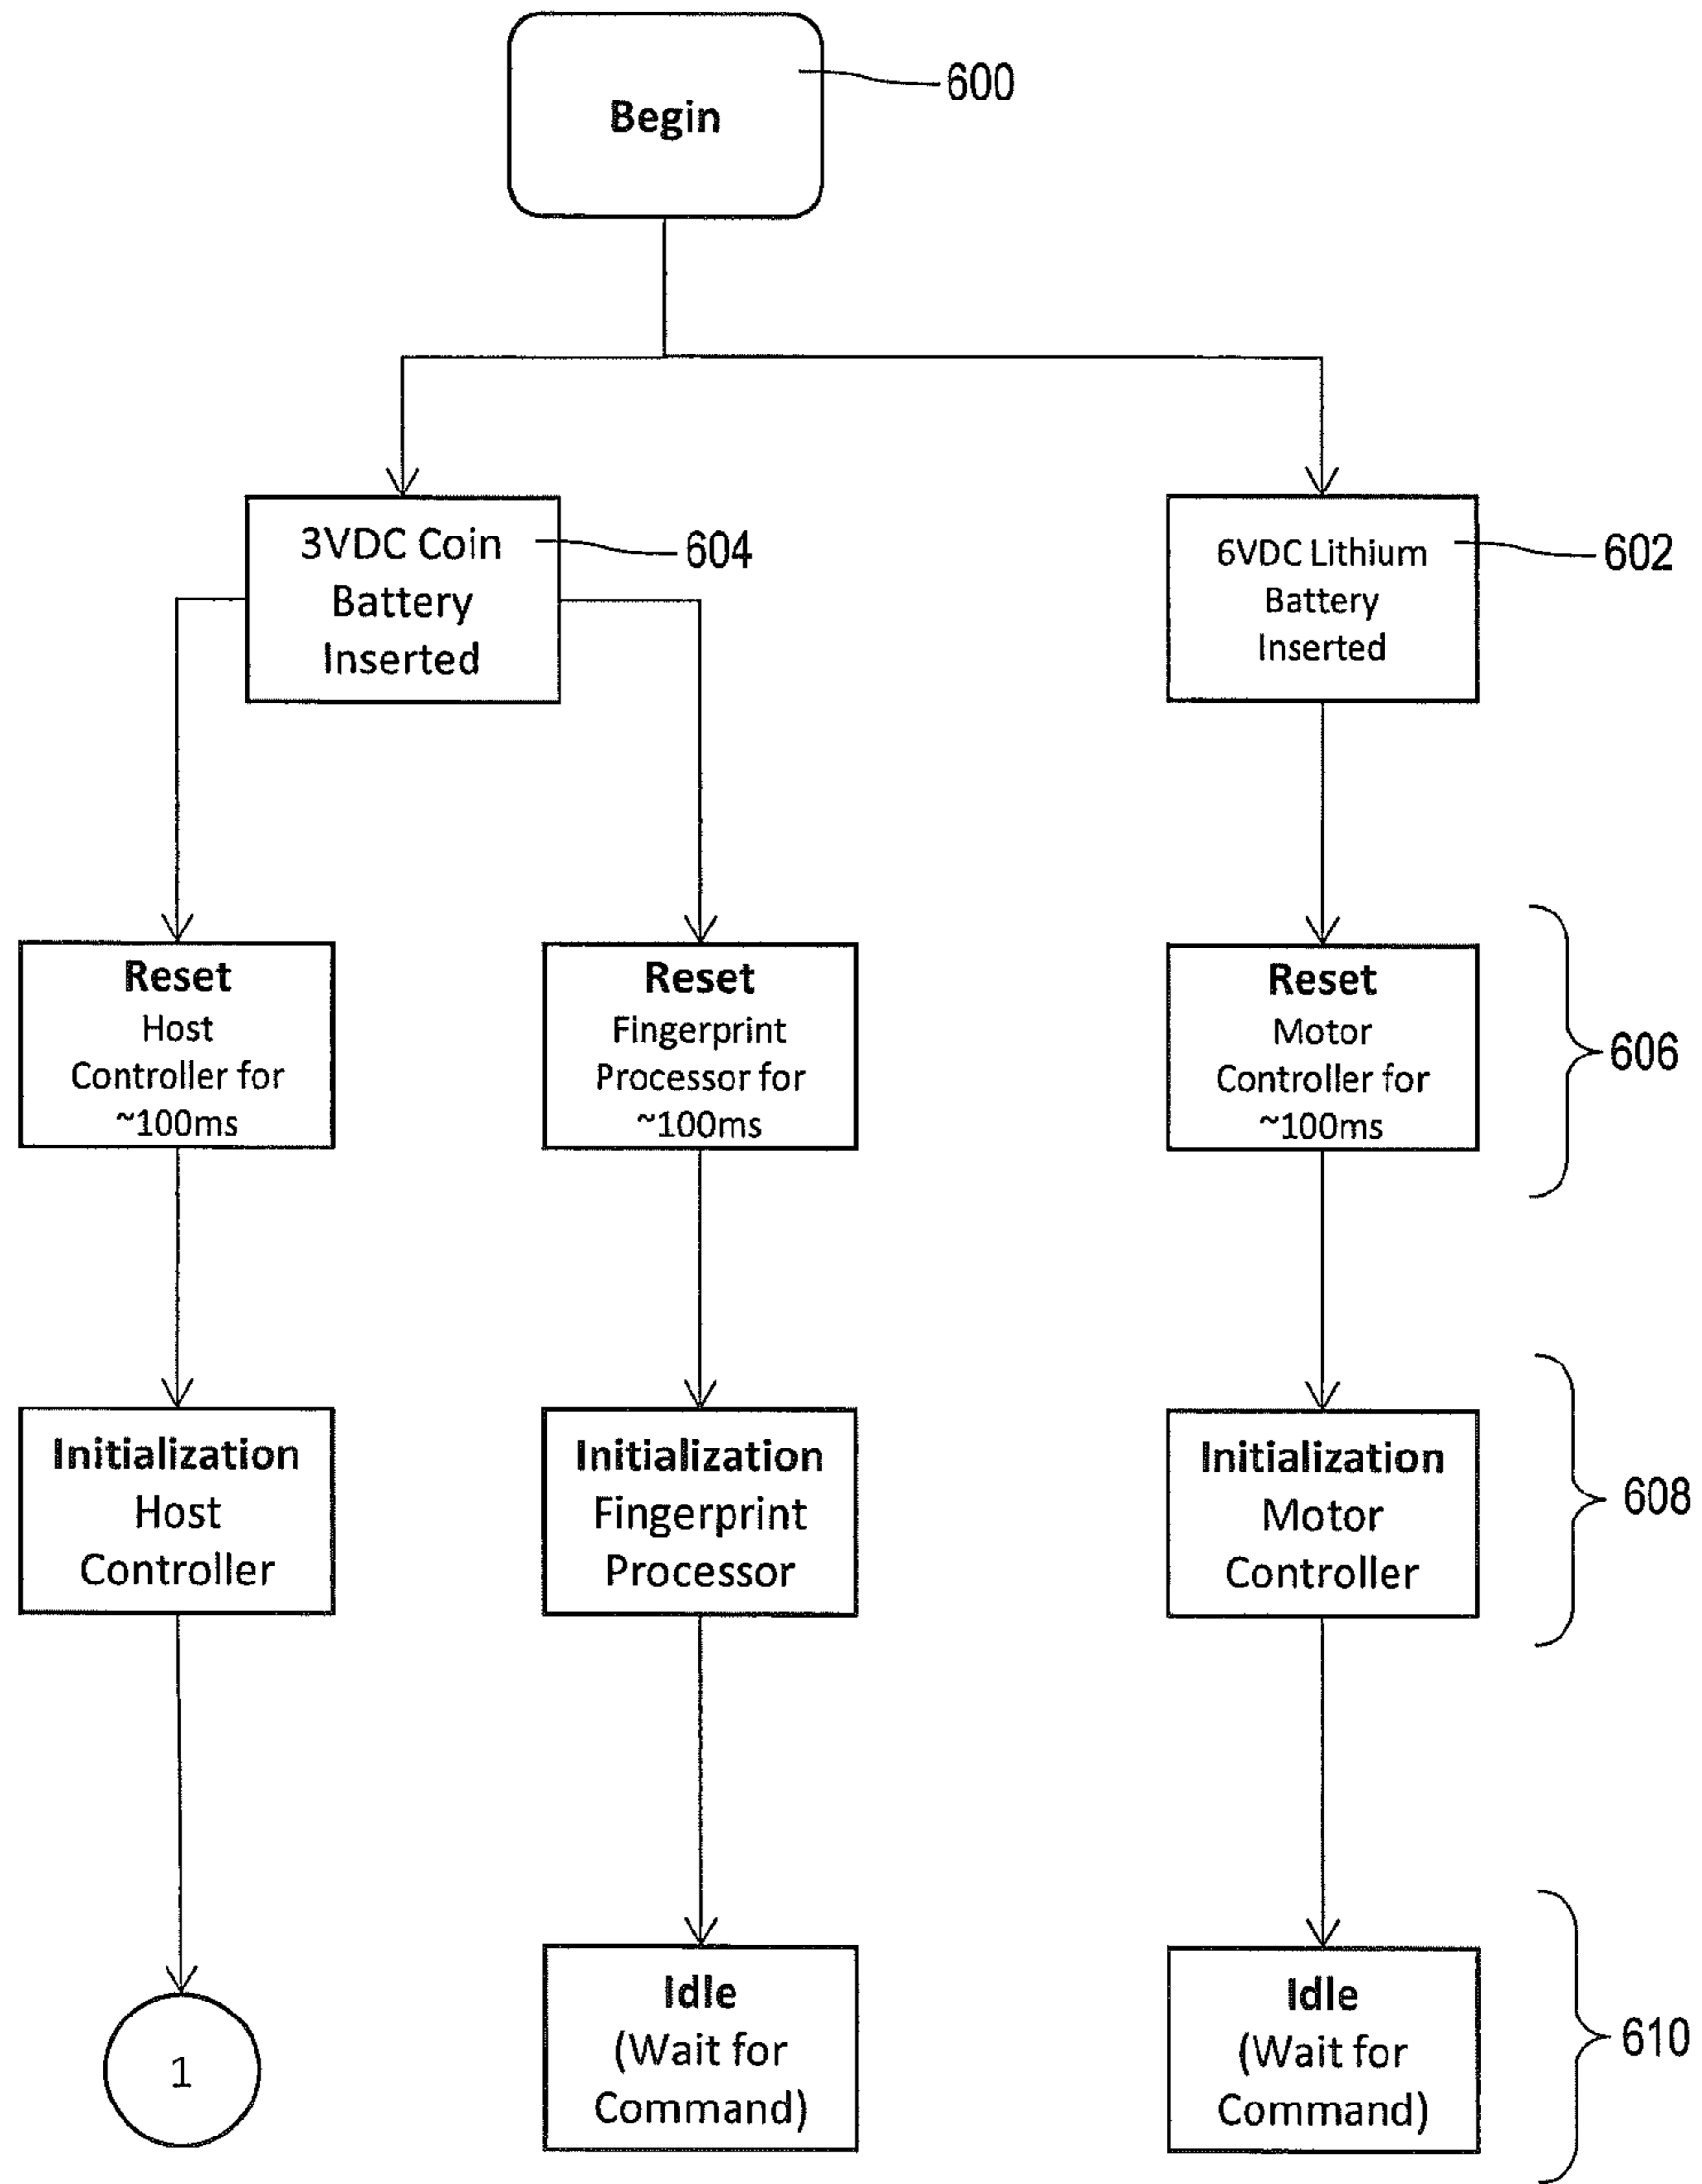 Begin
600
3VDC Coin
Battery
Inserted
604
6VDC Lithium
Battery
Inserted
602
Reset
Host
Controller for
~100ms
Reset
Fingerprint
Processor for
~100ms
Reset
Motor
Controller for
~100ms
606
Initialization
Host
Controller
Initialization
Fingerprint
Processor
Initialization
Motor
Controller
608
1
Idle
(Wait for
Command)
Idle
(Wait for
Command)
610